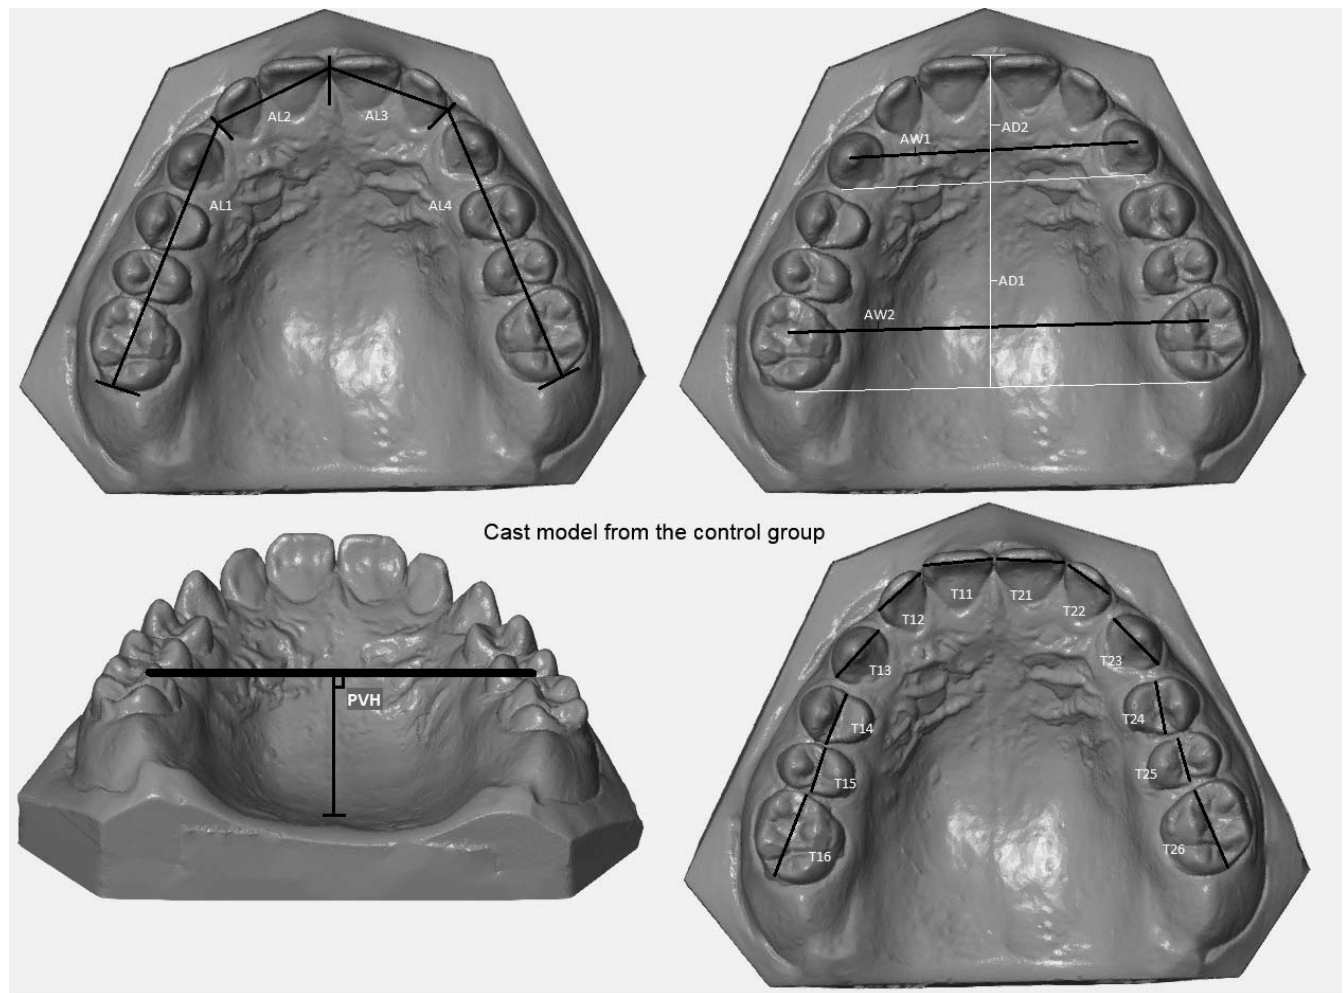 AL2
AL3
AL1
AL4
AW1
AD2
AD1
AW2
Cast model from the control group
PVH
T11
T21
T12
T22
T13
T23
T14
T24
T15
T25
T16
T26